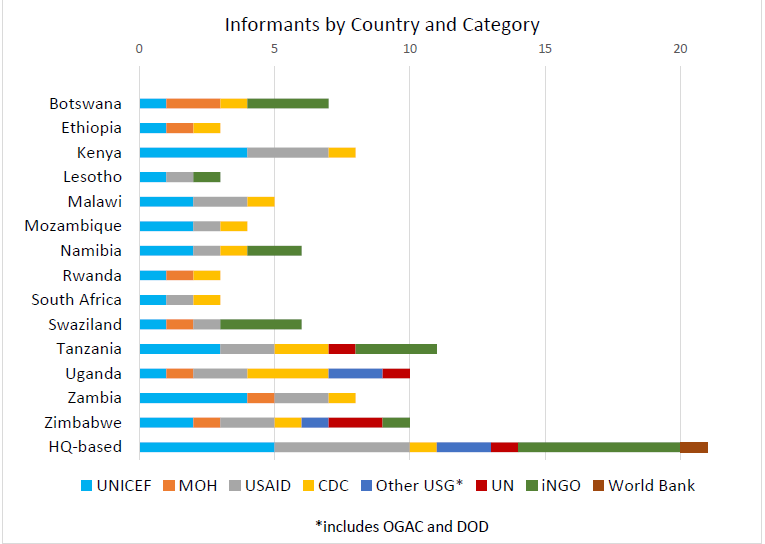 Informants by Country and Category
0 5 10 15 20
Botswana
Ethiopia
Kenya
Lesotho
Malawi
Mozambique
Namibia
Rwanda
South Africa
Swaziland
Tanzania
Uganda
Zambia
Zimbabwe
HQ-based
UNICEF MOH USAID CDC Other USG* UN iNGO World Bank
*includes OGAC and DOD